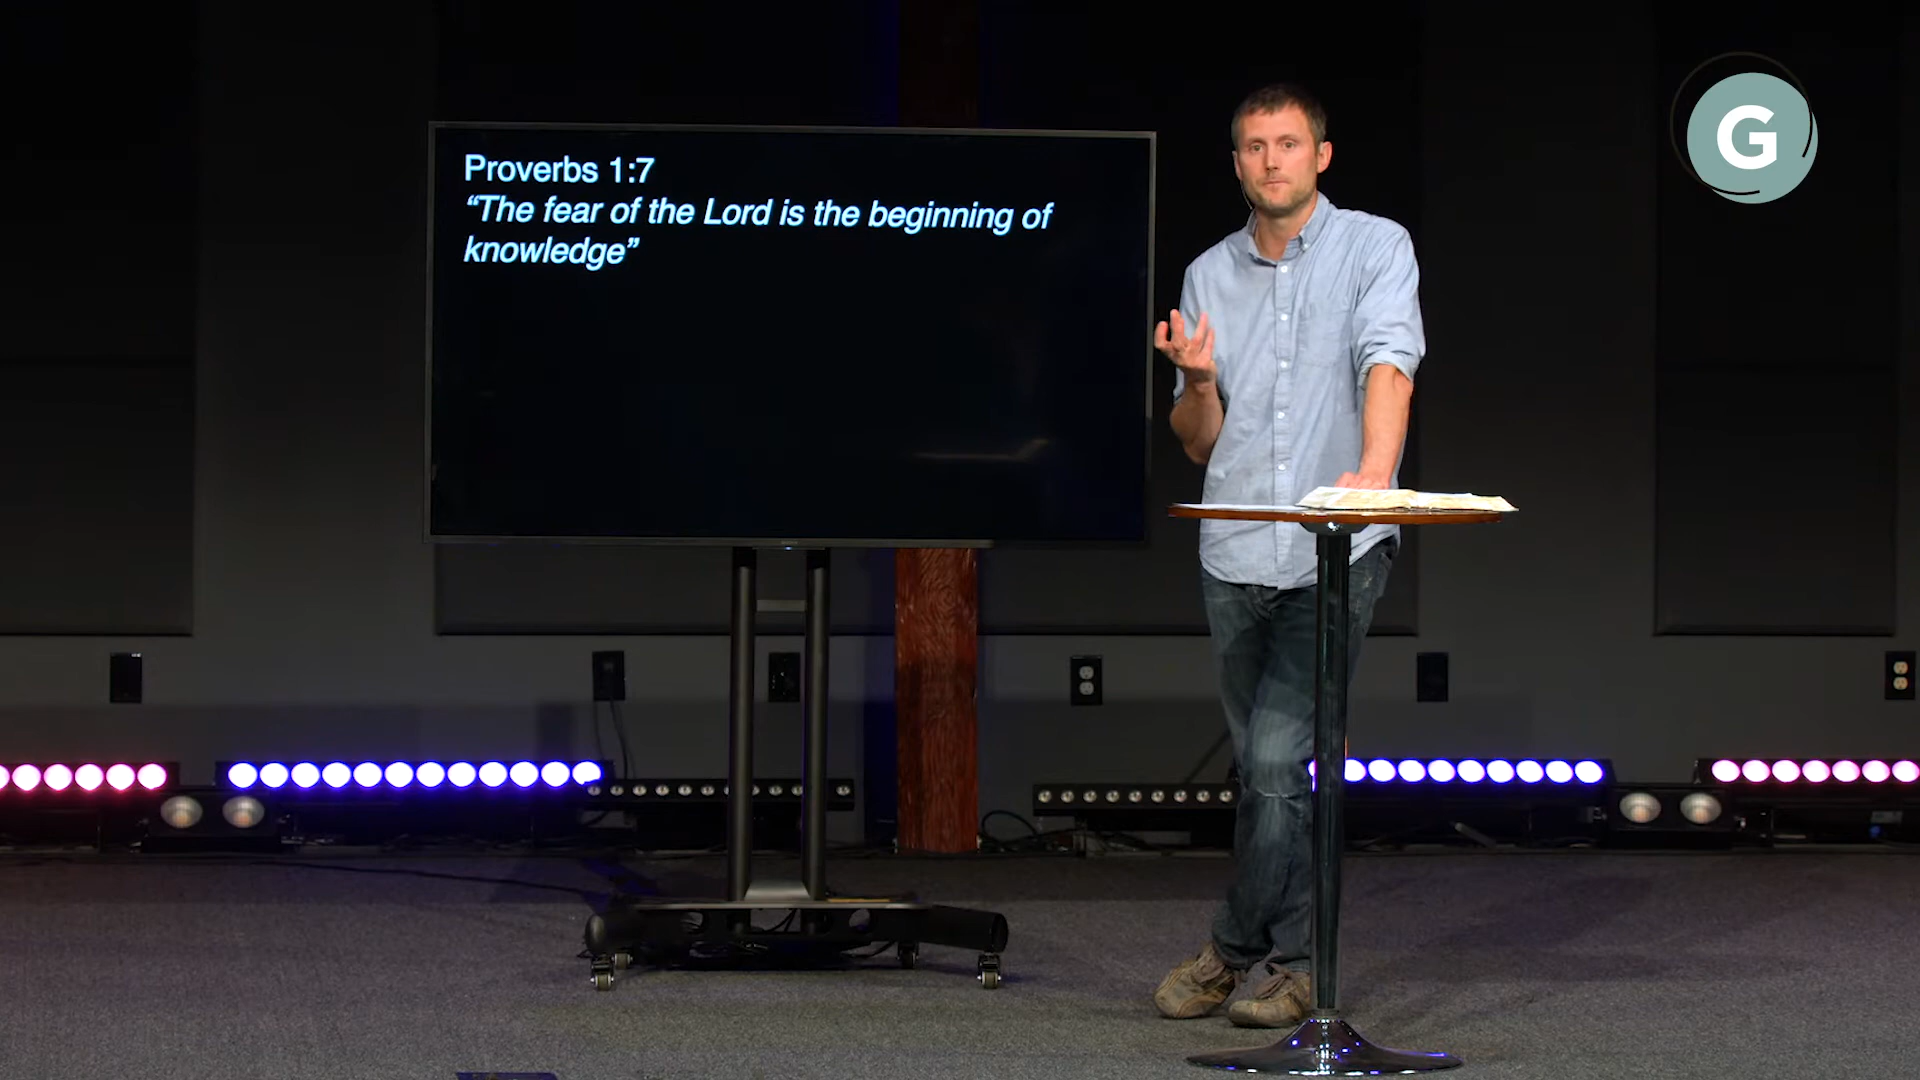 Proverbs 1:7
“The fear of the Lord is the beginning of
knowledge”
G